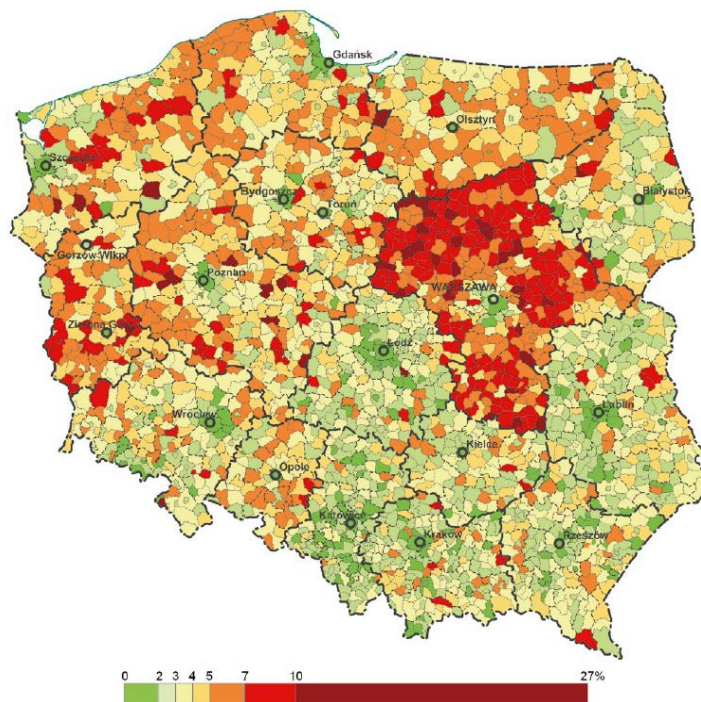 Gdańsk
Olsztyn
Szczecin
Bydgoszcz
Białystok
Toruń
Gorzów Wlkp.
Poznań
WARSZAWA
Zielona Góra
Łódź
Wrocław
Lublin
Kielce
Opole
Katowice
Kraków
Rzeszów
0 2 3 4 5 7 10 27%